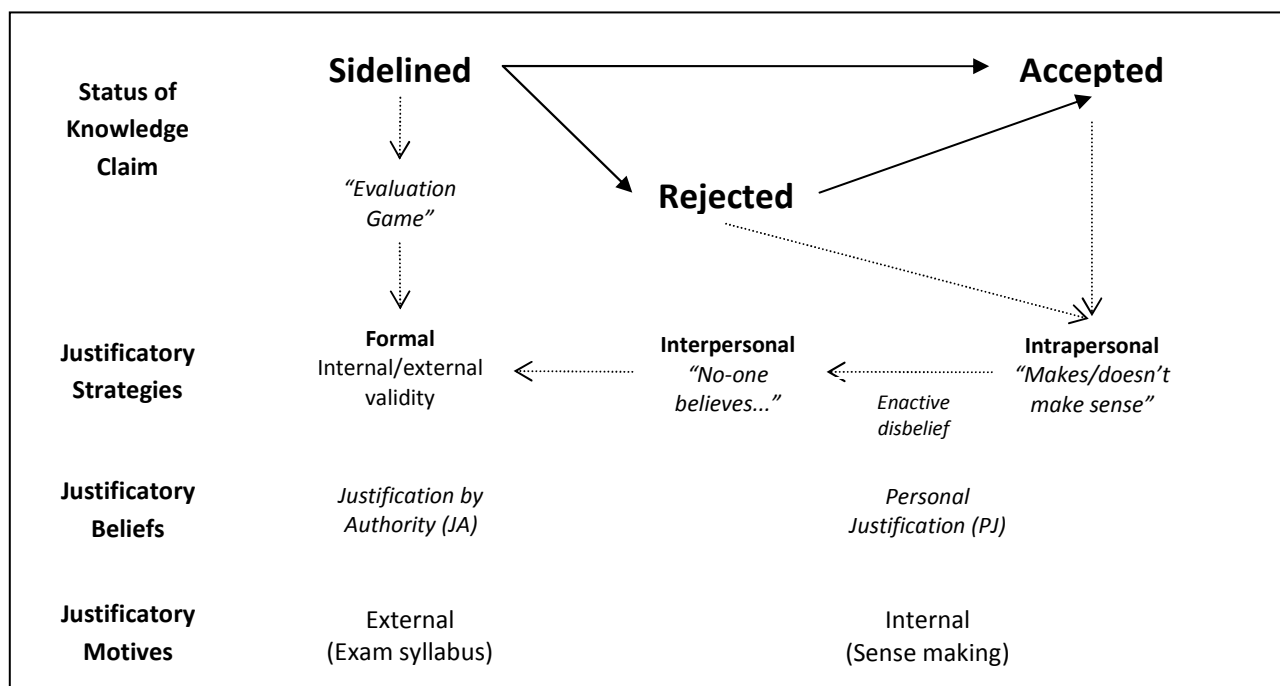 Status of
Knowledge
Claim
Sidelined
Accepted
“Evaluation
Game”
Rejected
Justificatory
Strategies
Formal
Internal/external
validity
Interpersonal
“No-one
believes...”
Enactive
disbelief
Intrapersonal
“Makes/doesn’t
make sense”
Justificatory
Beliefs
Justification by
Authority (JA)
Personal
Justification (PJ)
Justificatory
Motives
External
(Exam syllabus)
Internal
(Sense making)